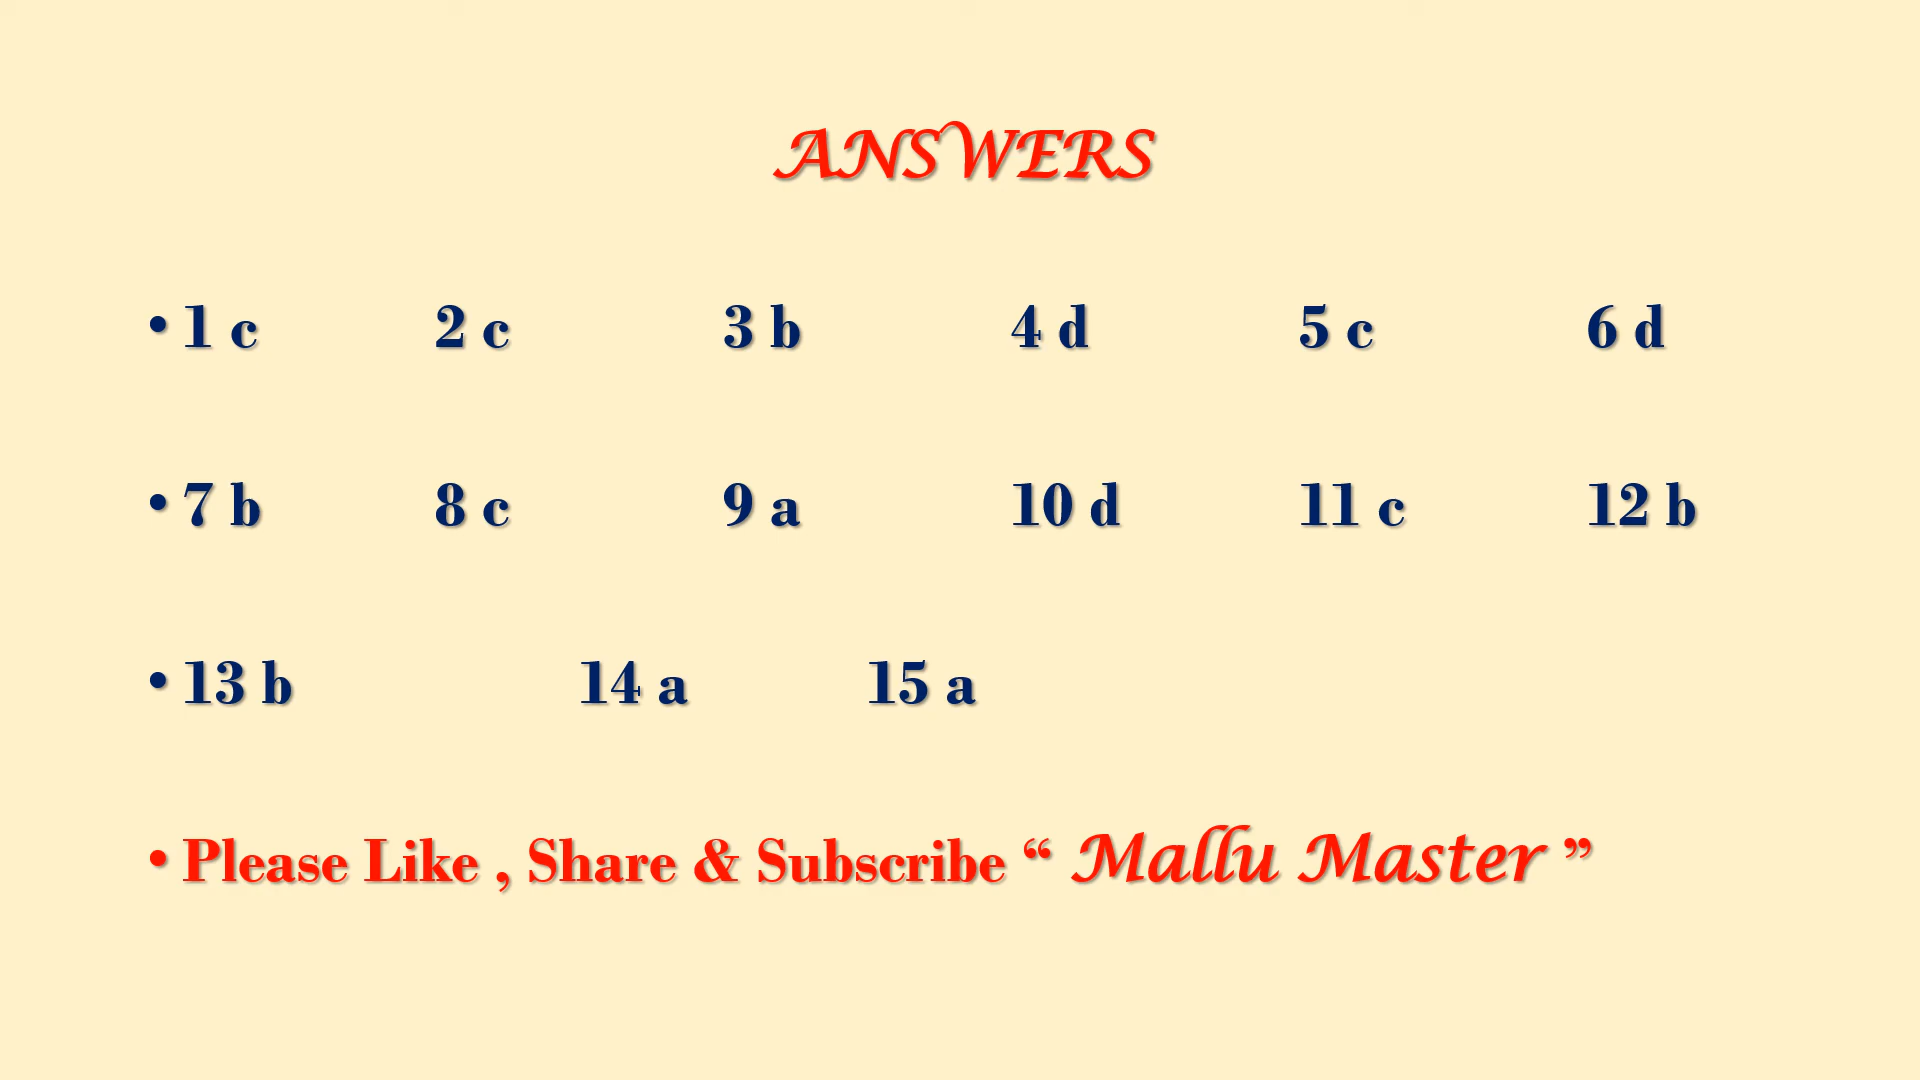 ANSWERS
• 1 c 2 c 3 b 4 d 5 c 6 d
• 7 b 8 c 9 a 10 d 11 c 12 b
• 13 b 14 a 15 a
• Please Like , Share & Subscribe “ Mallu Master ”